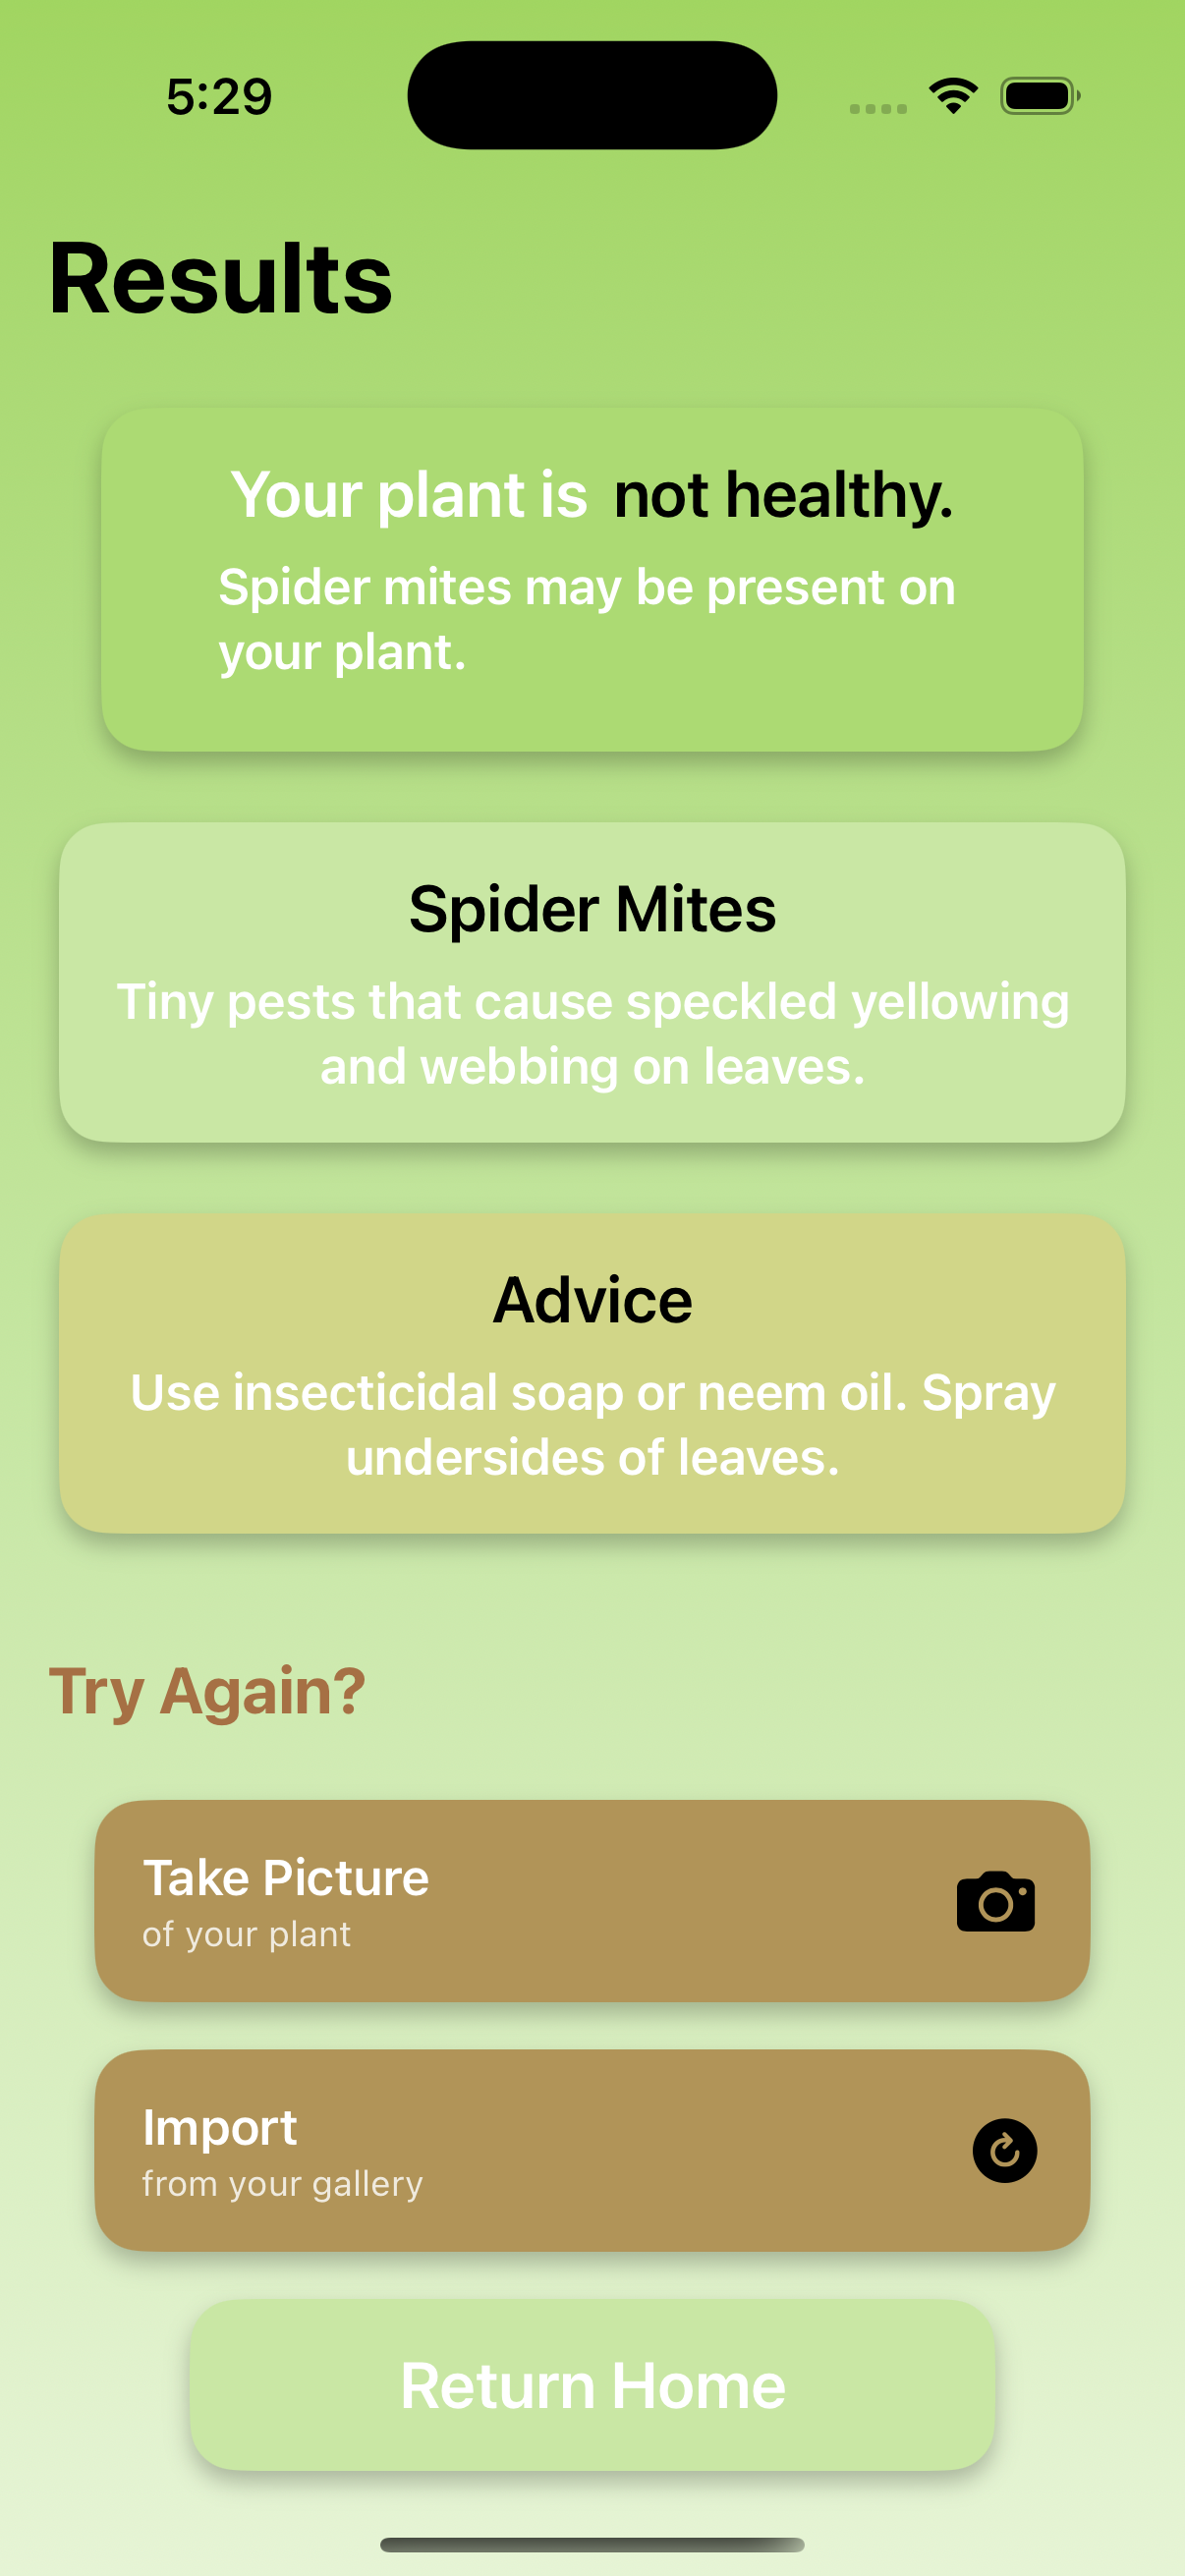 5:29
Results
Your plant is not healthy.
Spider mites may be present on
your plant.
Spider Mites
Tiny pests that cause speckled yellowing
and webbing on leaves.
Advice
Use insecticidal soap or neem oil. Spray
undersides of leaves.
Try Again?
Take Picture
of your plant
Import
from your gallery
Return Home